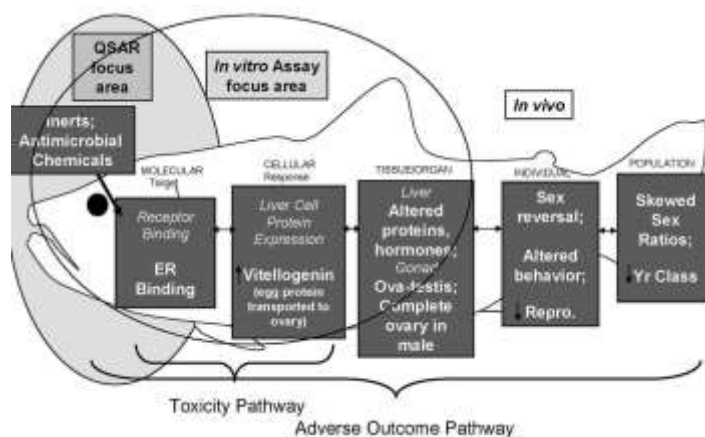 QSAR
focus
area
In vitro Assay
focus area
In vivo
Inerts;
Antimicrobial
Chemicals
MOLECULAR
Target
Receptor
Binding
ER
Binding
CELLULAR
Response
Liver Cell
Protein
Expression
Vitellogenin
(egg protein
transported to
ovary)
TISSUE/ORGAN
Liver
Altered
proteins,
hormones;
Gonad
Ova-testis;
Complete
ovary in
male
INDIVIDUAL
Sex
reversal;
Altered
behavior;
Repro.
POPULATION
Skewed
Sex
Ratios;
Yr Class
Toxicity Pathway
Adverse Outcome Pathway